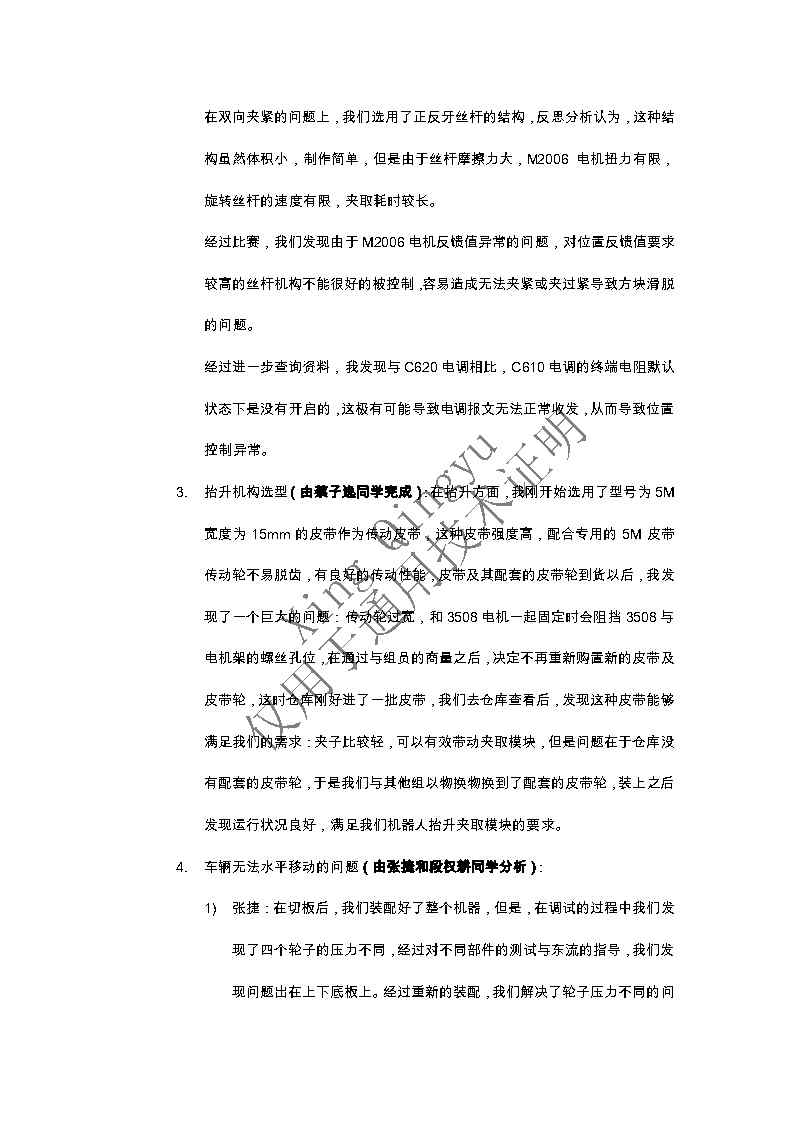 在双向夹紧的问题上，我们选用了正反牙丝杆的结构，反思分析认为，这种结
构虽然体积小，制作简单，但是由于丝杆摩擦力大，M2006 电机扭力有限，
旋转丝杆的速度有限，夹取耗时较长。
经过比赛，我们发现由于 M2006 电机反馈值异常的问题，对位置反馈值要求
较高的丝杆机构不能很好的被控制，容易造成无法夹紧或夹过紧导致方块滑脱
的问题。
经过进一步查询资料，我发现与 C620 电调相比，C610 电调的终端电阻默认
状态下是没有开启的，这极有可能导致电调报文无法正常收发，从而导致位置
控制异常。
3. 抬升机构选型（由蔡子逸同学完成）：在抬升方面，我刚开始选用了型号为 5M
宽度为 15mm 的皮带作为传动皮带，这种皮带强度高，配合专用的 5M 皮带
传动轮不易脱齿，有良好的传动性能，皮带及其配套的皮带轮到货以后，我发
现了一个巨大的问题：传动轮过宽，和 3508 电机一起固定时会阻挡 3508 与
电机架的螺丝孔位，在通过与组员的商量之后，决定不再重新购置新的皮带及
皮带轮，这时仓库刚好进了一批皮带，我们去仓库查看后，发现这种皮带能够
满足我们的需求：夹子比较轻，可以有效带动夹取模块，但是问题在于仓库没
有配套的皮带轮，于是我们与其他组以物换物换到了配套的皮带轮，装上之后
发现运行状况良好，满足我们机器人抬升夹取模块的要求。
4. 车辆无法水平移动的问题（由张捷和段权耕同学分析）：
1) 张捷：在切板后，我们装配好了整个机器，但是，在调试的过程中我们发
现了四个轮子的压力不同，经过对不同部件的测试与东流的指导，我们发
现问题出在上下底板上。经过重新的装配，我们解决了轮子压力不同的问
Xing Qingyu
仅用于通用技术证明